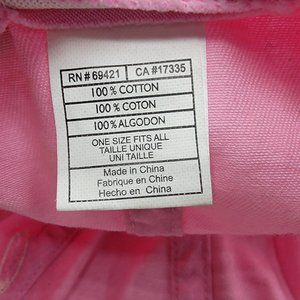 RN # 69421 CA #17335
100 % COTTON
100 % COTON
100 % ALGODON
ONE SIZE FITS ALL
TAILLE UNIQUE
UNI TAILLE
Made in China
Fabrique en Chine
Hecho en China